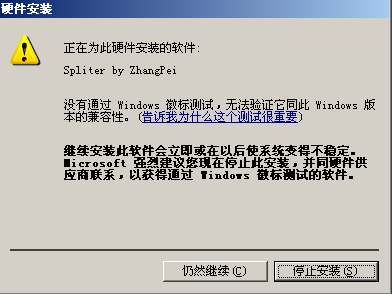 硬件安装
正在为此硬件安装的软件:
Spliter by ZhangPei
没有通过 Windows 徽标测试，无法验证它同此 Windows 版
本的兼容性。(告诉我为什么这个测试很重要)
继续安装此软件会立即或在以后使系统变得不稳定。
Microsoft 强烈建议您现在停止此安装，并同硬件供
应商联系，以获得通过 Windows 徽标测试的软件。
仍然继续(C)
停止安装(S)